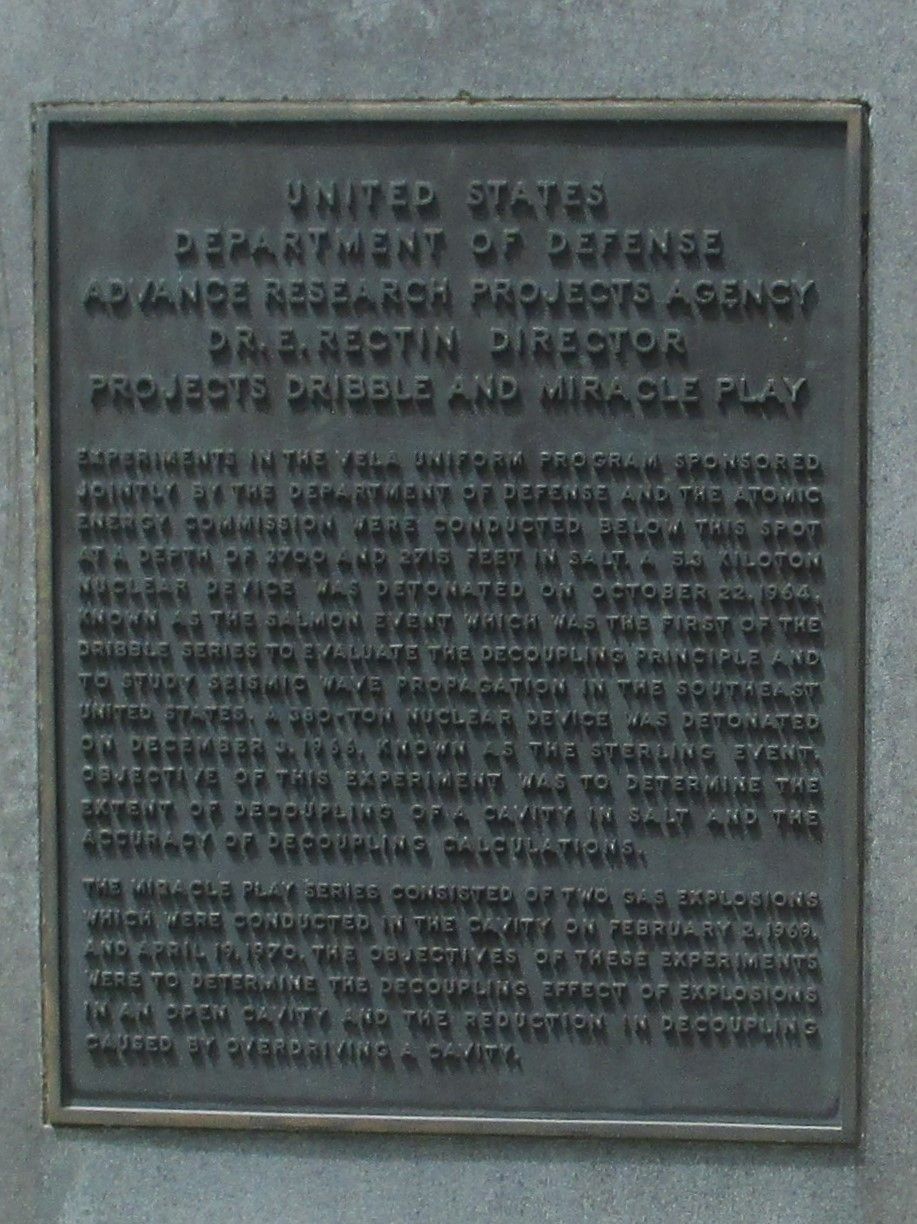 UNITED STATES
DEPARTMENT OF DEFENSE
ADVANCE RESEARCH PROJECTS AGENCY
DR. E. RECTIN DIRECTOR
PROJECTS DRIBBLE AND MIRACLE PLAY
EXPERIMENTS IN THE VELA UNIFORM PROGRAM SPONSORED
JOINTLY BY THE DEPARTMENT OF DEFENSE AND THE ATOMIC
ENERGY COMMISSION WERE CONDUCTED BELOW THIS SPOT
AT A DEPTH OF 2700 AND 2715 FEET IN SALT. A 5.3 KILOTON
NUCLEAR DEVICE WAS DETONATED ON OCTOBER 22, 1964,
KNOWN AS THE SALMON EVENT WHICH WAS THE FIRST OF THE
DRIBBLE SERIES TO EVALUATE THE DECOUPLING PRINCIPLE AND
TO STUDY SEISMIC WAVE PROPAGATION IN THE SOUTHEAST
UNITED STATES. A 380-TON NUCLEAR DEVICE WAS DETONATED
ON DECEMBER 3, 1966, KNOWN AS THE STERLING EVENT.
OBJECTIVE OF THIS EXPERIMENT WAS TO DETERMINE THE
EXTENT OF DECOUPLING OF A CAVITY IN SALT AND THE
ACCURACY OF DECOUPLING CALCULATIONS.
THE MIRACLE PLAY SERIES CONSISTED OF TWO GAS EXPLOSIONS
WHICH WERE CONDUCTED IN THE CAVITY ON FEBRUARY 2, 1969,
AND APRIL 19, 1970. THE OBJECTIVES OF THESE EXPERIMENTS
WERE TO DETERMINE THE DECOUPLING EFFECT OF EXPLOSIONS
IN AN OPEN CAVITY AND THE REDUCTION IN DECOUPLING
CAUSED BY OVERDRIVING A CAVITY.